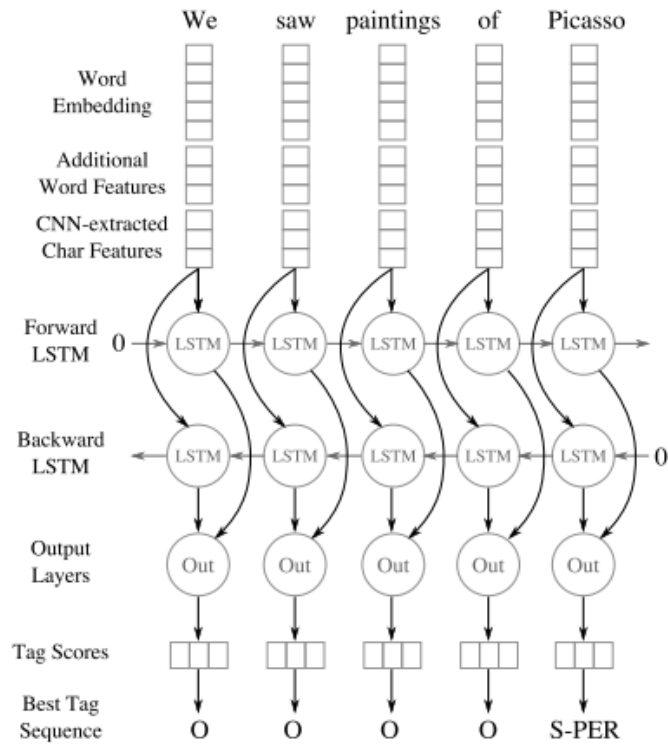 We saw paintings of Picasso
Word
Embedding
Additional
Word Features
CNN-extracted
Char Features
Forward
LSTM
0 LSTM LSTM LSTM LSTM LSTM
Backward
LSTM
LSTM LSTM LSTM LSTM LSTM 0
Output
Layers
Out Out Out Out Out
Tag Scores
Best Tag
Sequence
O O O O S-PER